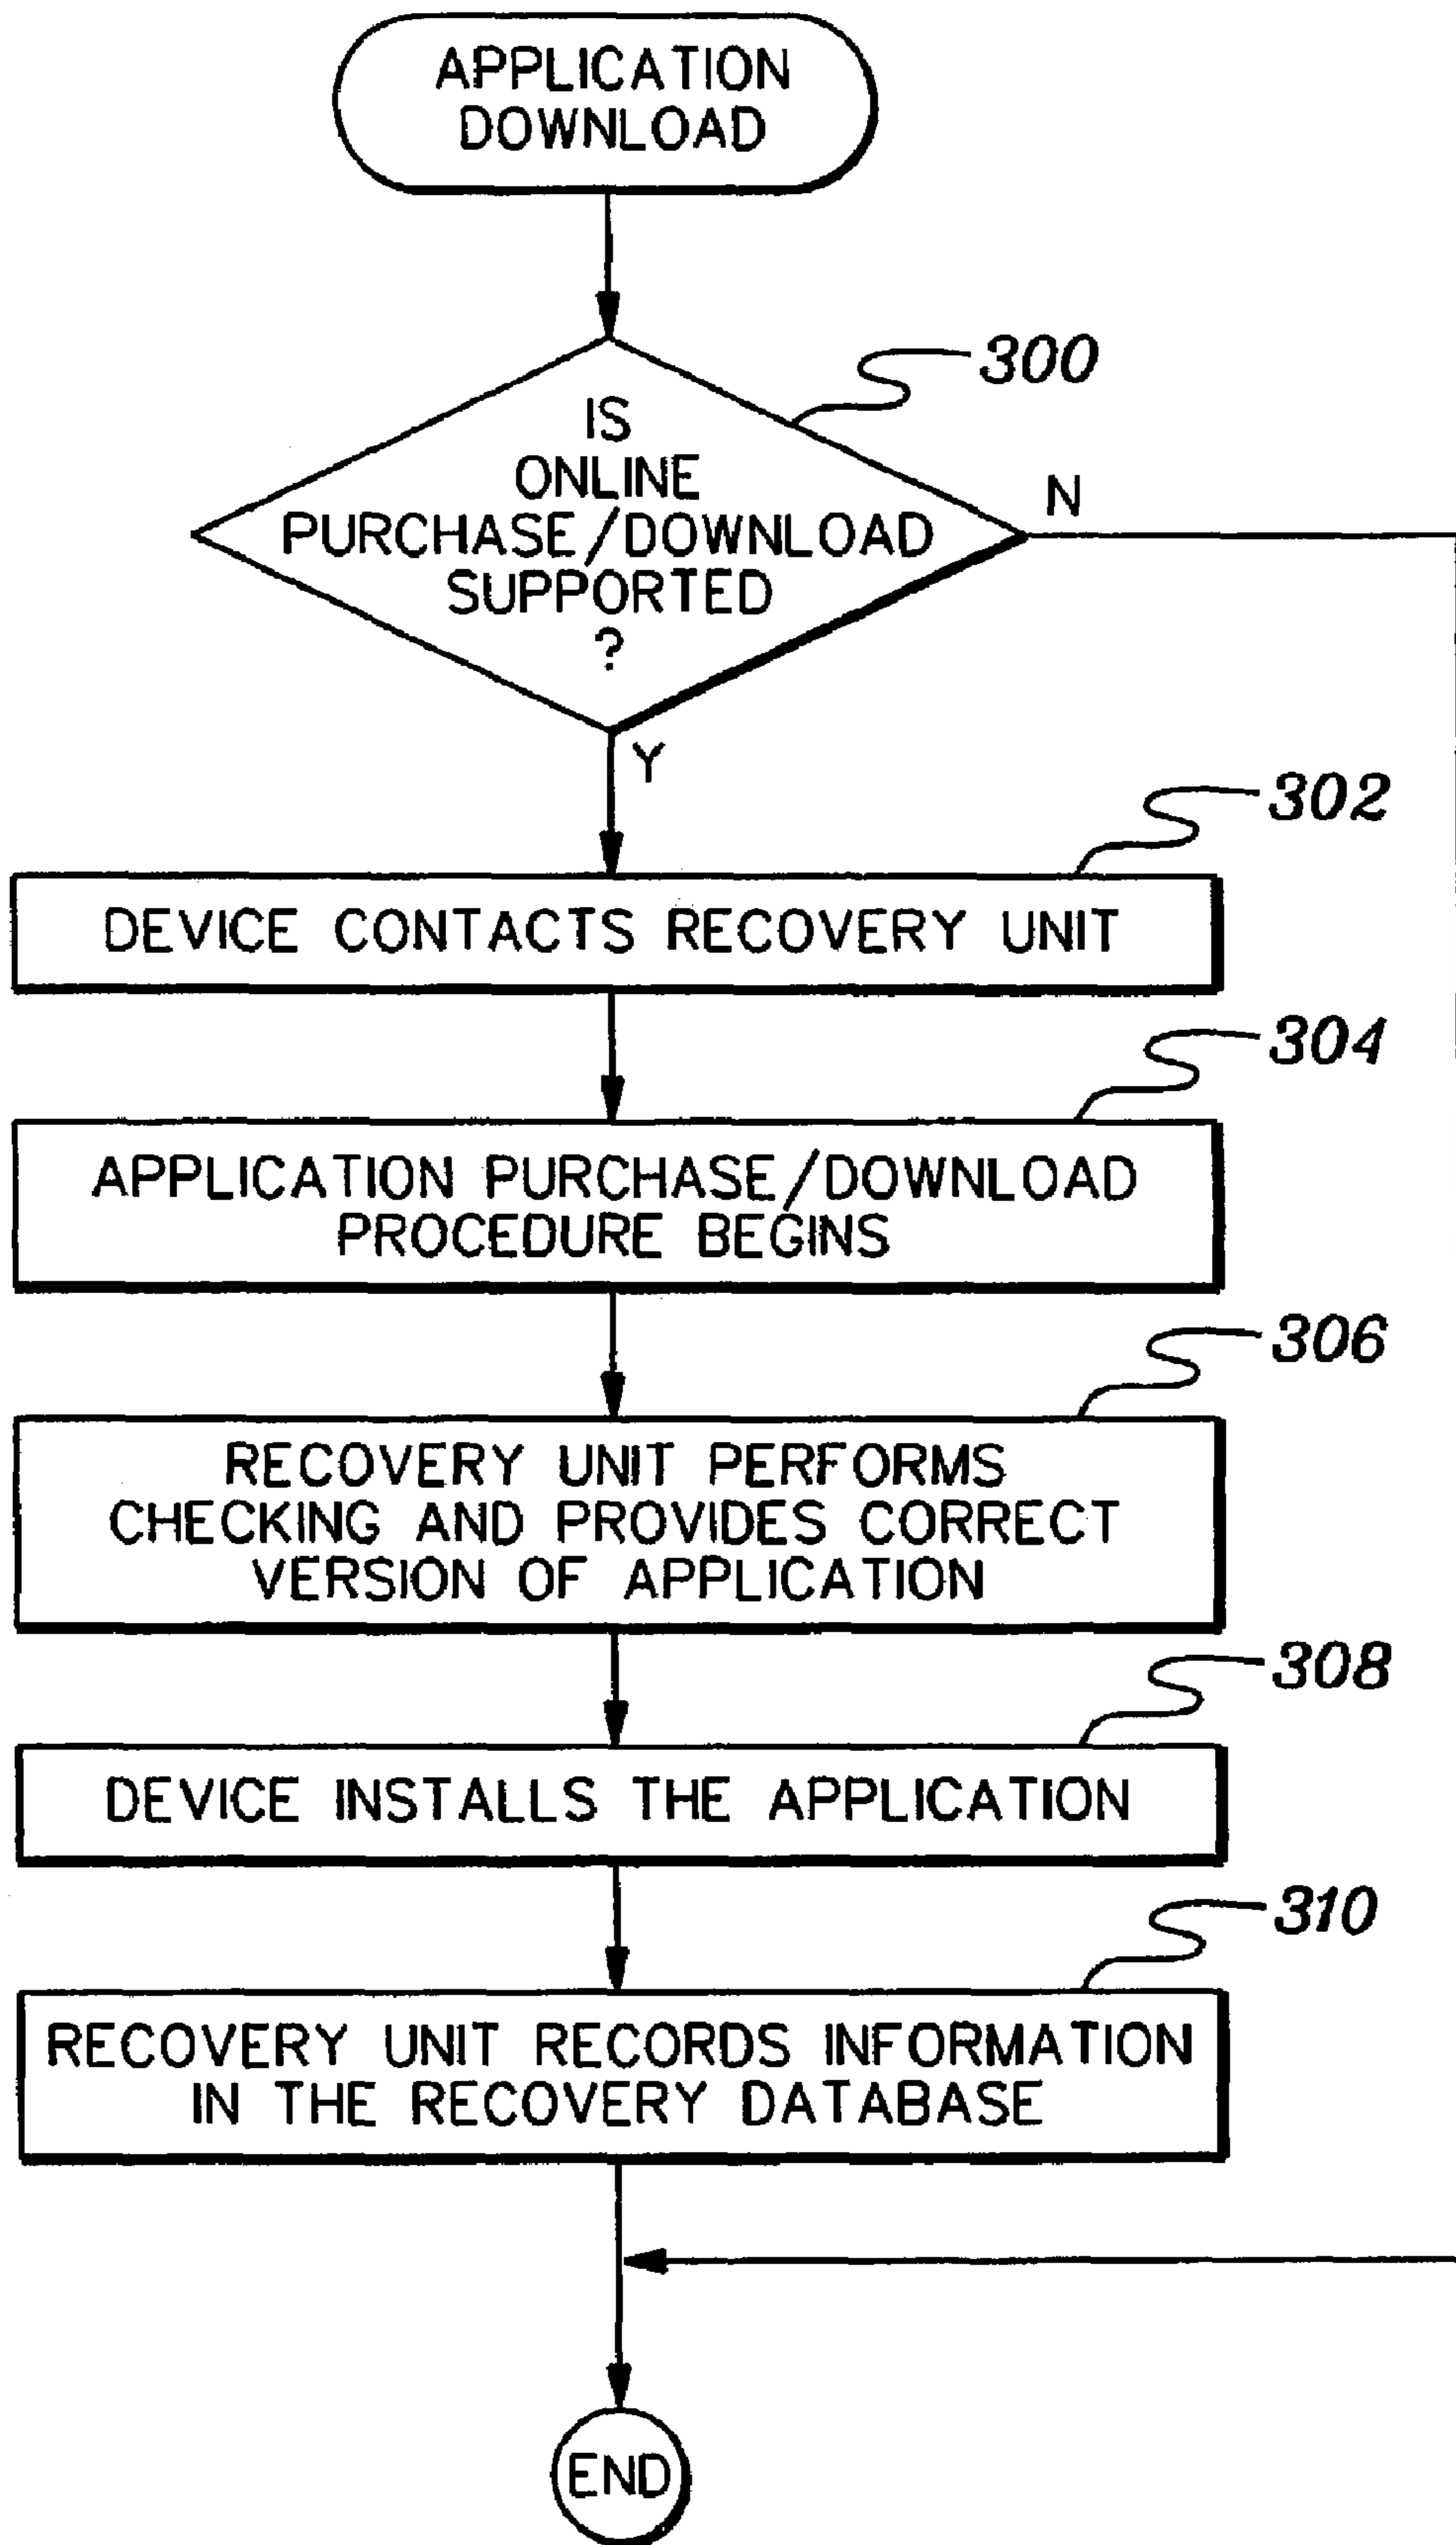 APPLICATION
DOWNLOAD
300
IS
ONLINE
PURCHASE/DOWNLOAD
SUPPORTED
?
N
Y
302
DEVICE CONTACTS RECOVERY UNIT
304
APPLICATION PURCHASE/DOWNLOAD
PROCEDURE BEGINS
306
RECOVERY UNIT PERFORMS
CHECKING AND PROVIDES CORRECT
VERSION OF APPLICATION
308
DEVICE INSTALLS THE APPLICATION
310
RECOVERY UNIT RECORDS INFORMATION
IN THE RECOVERY DATABASE
END